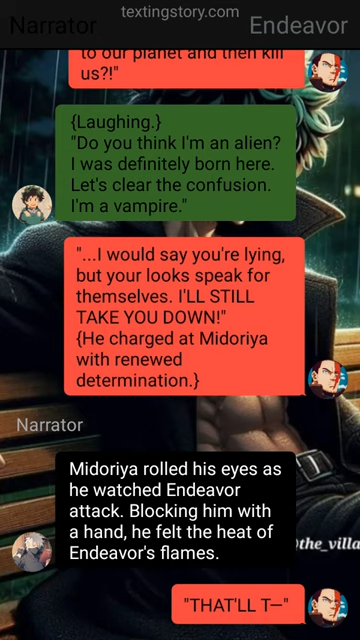 textingstory.com
Narrator
Endeavor
to our planet and then kill
us?!"
{Laughing.}
"Do you think I'm an alien?
I was definitely born here.
Let's clear the confusion.
I'm a vampire."
"...I would say you're lying,
but your looks speak for
themselves. I'LL STILL
TAKE YOU DOWN!"
{He charged at Midoriya
with renewed
determination.}
Narrator
Midoriya rolled his eyes as
he watched Endeavor
attack. Blocking him with
a hand, he felt the heat of
Endeavor's flames.
@the_villa
"THAT'LL T—"